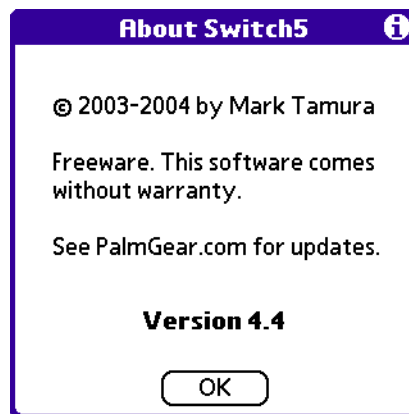 About Switch5
© 2003-2004 by Mark Tamura
Freeware. This software comes
without warranty.
See PalmGear.com for updates.
Version 4.4
OK